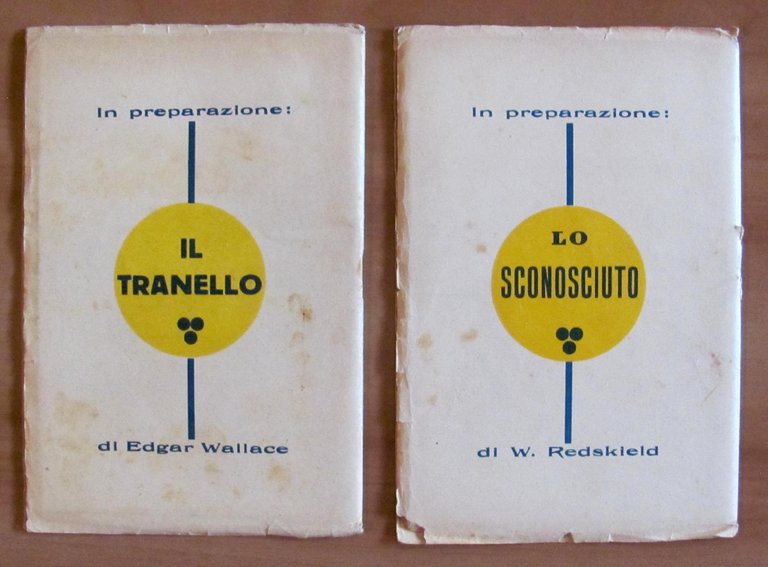 In preparazione:
IL
TRANELLO
di Edgar Wallace
In preparazione:
LO
SCONOSCIUTO
di W. Redskield